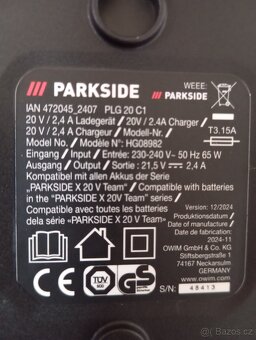 /// PARKSIDE
WEEE:
/// PARKSIDE
IAN 472045_2407 PLG 20 C1
20 V / 2,4 A Ladegerät / 20V / 2.4A Charger /
20 V / 2,4 A Chargeur / Modell-Nr. /
Model No. / Modèle N°: HG08982
T3.15A
Eingang / Input / Entrée: 230-240 V~ 50 Hz 65 W
Ausgang / Output / Sortie : 21,5 V ⎓ 2,4 A
Kompatibel mit allen Akkus der Serie
„PARKSIDE X 20 V Team“ / Compatible with batteries
in the “PARKSIDE X 20V Team” series /
Compatible avec toutes les batteries
dela série «PARKSIDE X 20 V Team»
Version: 12/2024
Produktionsdatum /
Date of manufacture /
Date de fabrication :
2024-11
OWIM GmbH & Co. KG
Stiftsbergstraße 1
74167 Neckarsulm
GERMANY
www.owim.com
TÜV
GS
S/N: 48413
bazos.cz